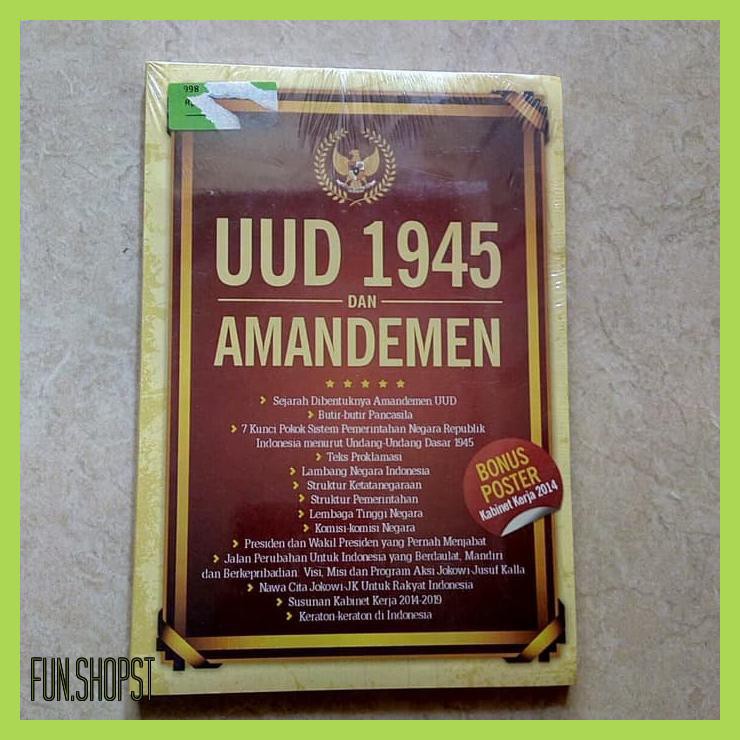 998
UUD 1945
DAN
AMANDEMEN
Sejarah Dibentuknya Amandemen UUD
Butir-butir Pancasila
7 Kunci Pokok Sistem Pemerintahan Negara Republik
Indonesia menurut Undang-Undang Dasar 1945
Teks Proklamasi
Lambang Negara Indonesia
Struktur Ketatanegaraan
Struktur Pemerintahan
Lembaga Tinggi Negara
Komisi-komisi Negara
Presiden dan Wakil Presiden yang Pernah Menjabat
Jalan Perubahan Untuk Indonesia yang Berdaulat, Mandiri
dan Berkepribadian. Visi, Misi dan Program Aksi Jokowi-Jusuf Kalla
Nawa Cita Jokowi-JK Untuk Rakyat Indonesia
Susunan Kabinet Kerja 2014-2019
Keraton-keraton di Indonesia
BONUS
POSTER
Kabinet Kerja 2014
FUN.SHOPST